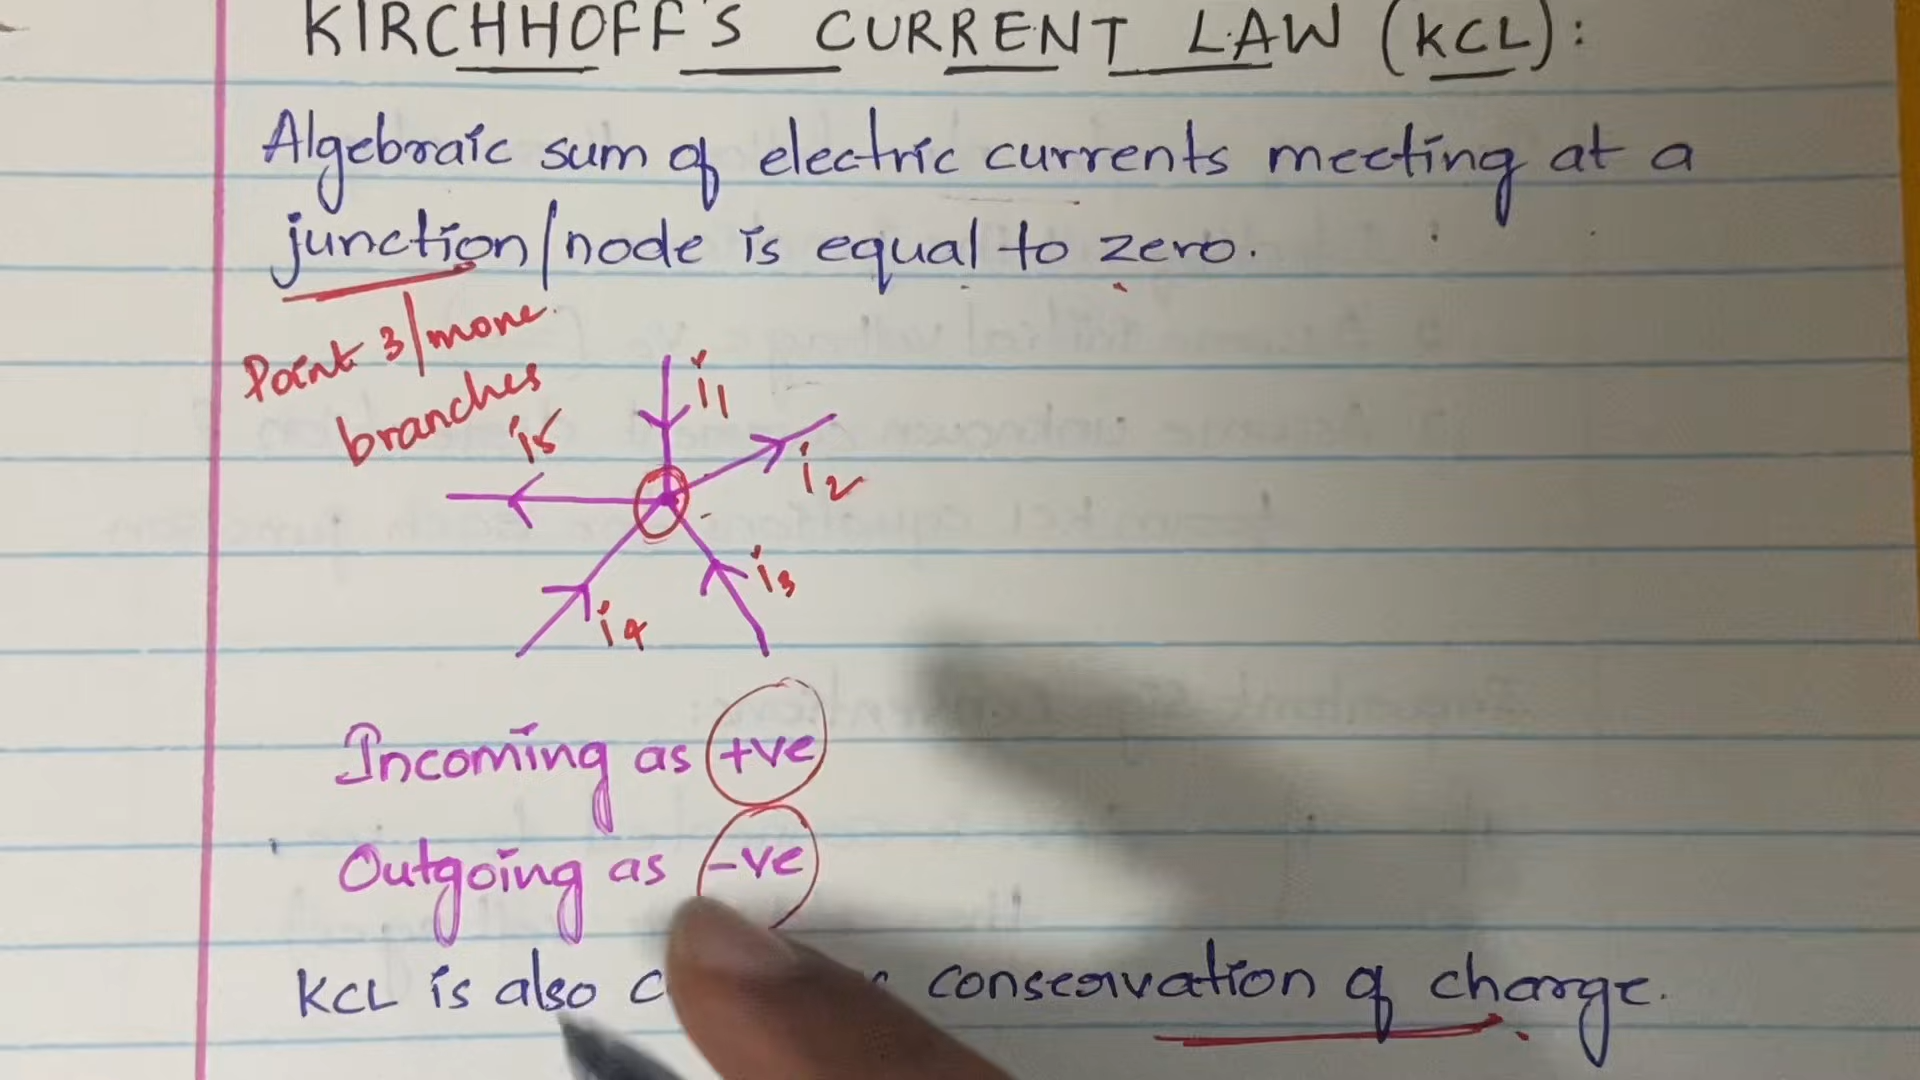 KIRCHHOFF'S CURRENT LAW (KCL):
Algebraic sum of electric currents meeting at a
junction/node is equal to zero.
Point 3/more
branches
i1
i5
i2
i3
i4
Incoming as +ve
Outgoing as -ve
KCL is also conservation of charge.